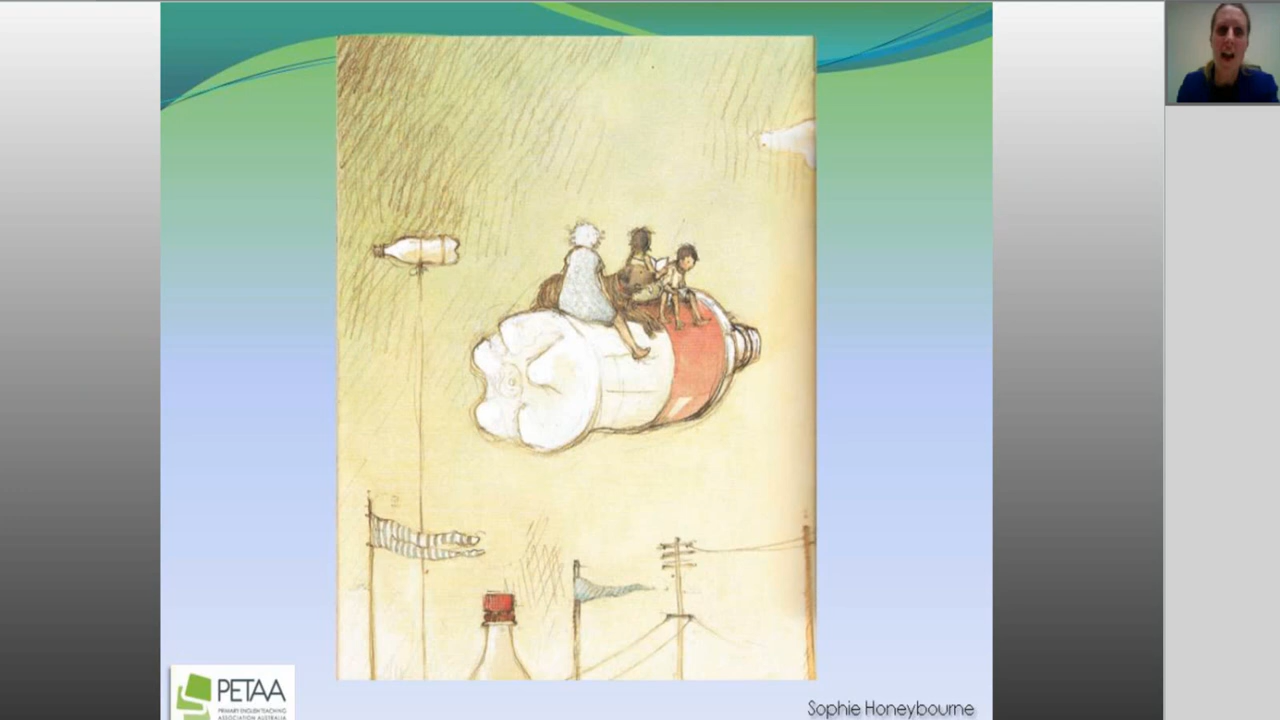 PETAA
PRIMARY ENGLISH TEACHING
ASSOCIATION AUSTRALIA
Sophie Honeybourne